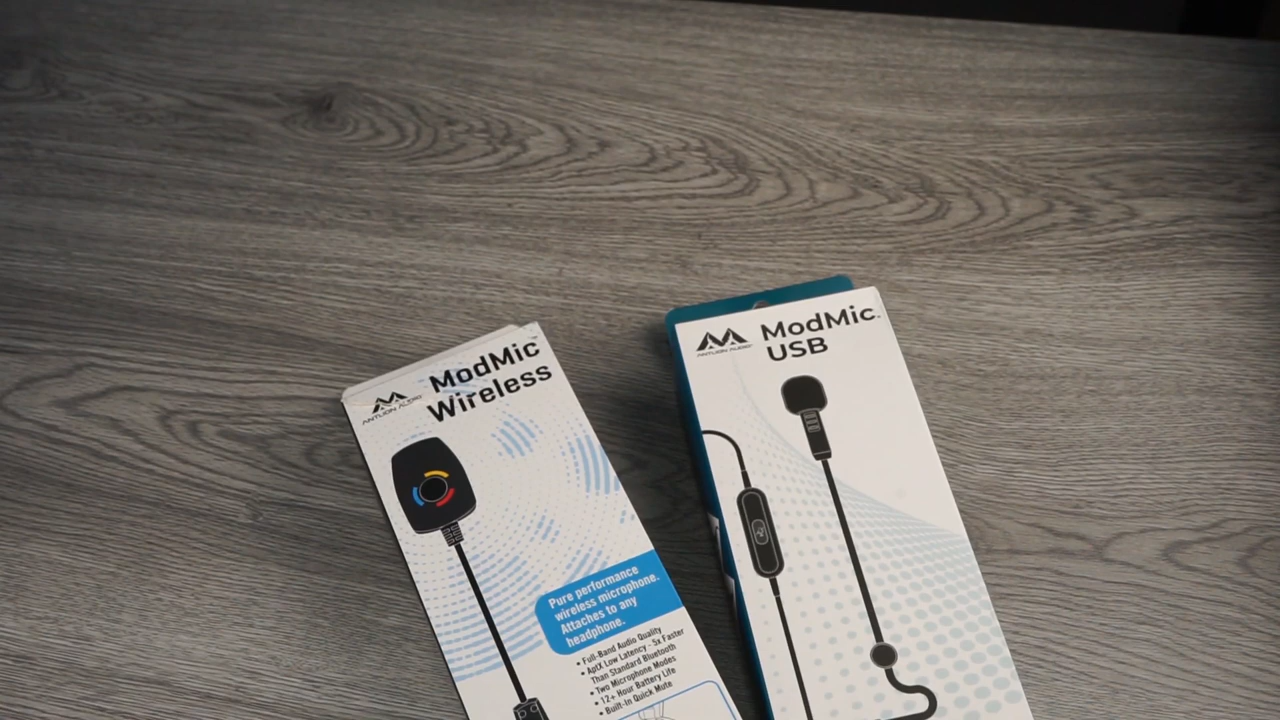 ModMic
Wireless
ANTLION AUDIO
Pure performance
wireless microphone.
Attaches to any
headphone.
• Full-Band Audio Quality
• AptX Low Latency - 5x Faster
Than Standard Bluetooth
• Two Microphone Modes
• 12+ Hour Battery Life
• Built-In Quick Mute
ModMic
USB
ANTLION AUDIO